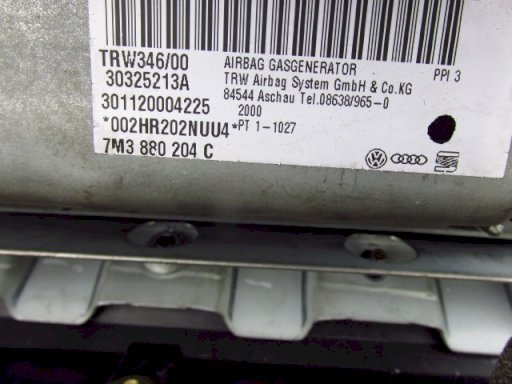 TRW346/00
30325213A
301120004225
*002HR202NUU4*
7M3 880 204 C
AIRBAG GASGENERATOR
PPI 3
TRW Airbag System GmbH & Co.KG
84544 Aschau Tel.08638/965-0
2000
PT 1-1027